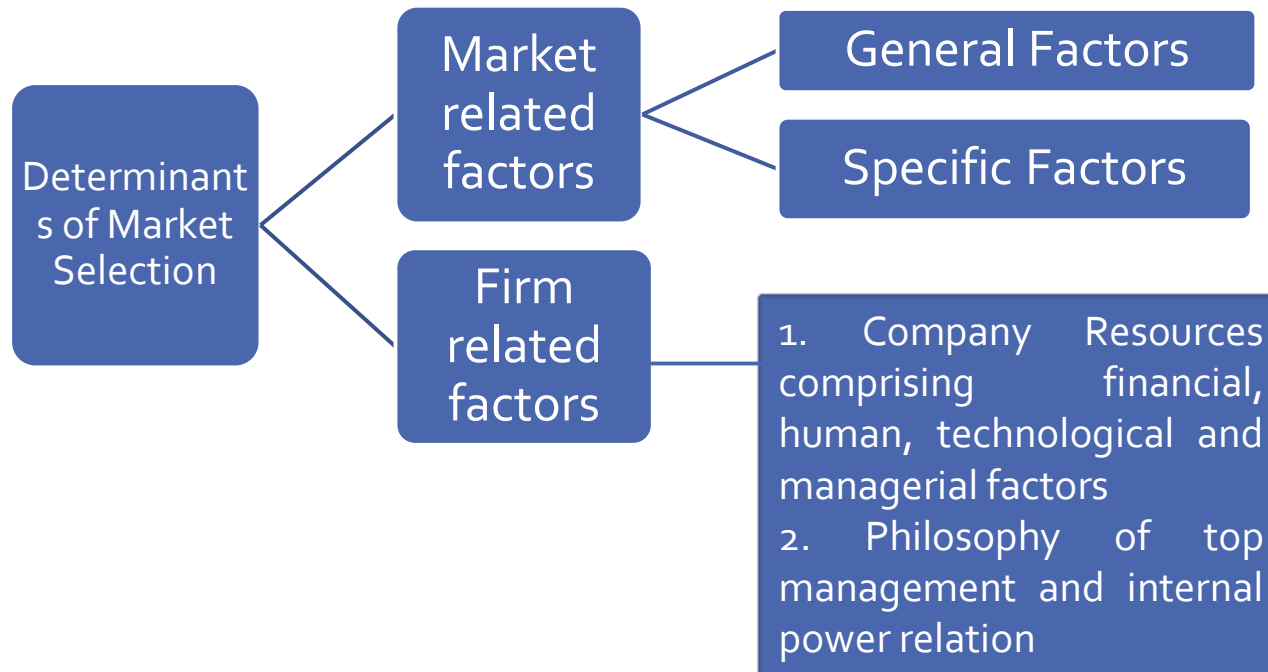 Determinant
s of Market
Selection
Market
related
factors
General Factors
Specific Factors
Firm
related
factors
1. Company Resources
comprising financial,
human, technological and
managerial factors
2. Philosophy of top
management and internal
power relation